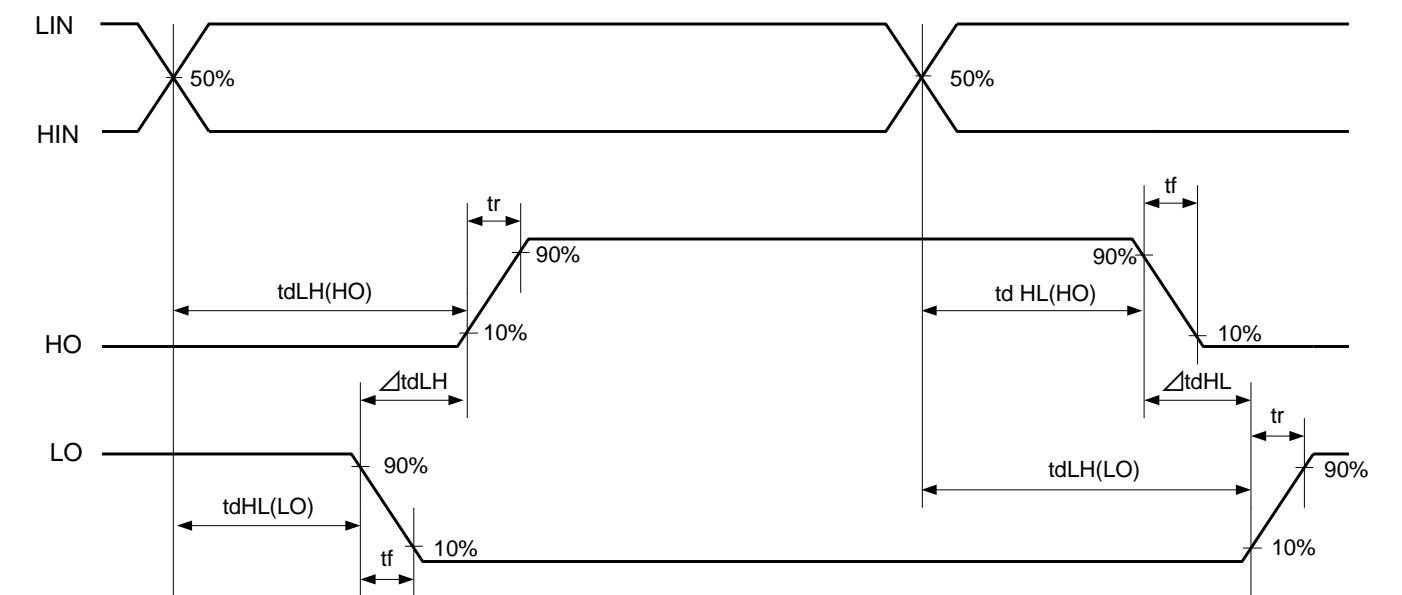 LIN
50%
50%
HIN
tf
tr
90%
90%
tdLH(HO)
td HL(HO)
10%
10%
HO
⊿tdLH
⊿tdHL
tr
LO
90%
tdLH(LO)
90%
tdHL(LO)
10%
10%
tf